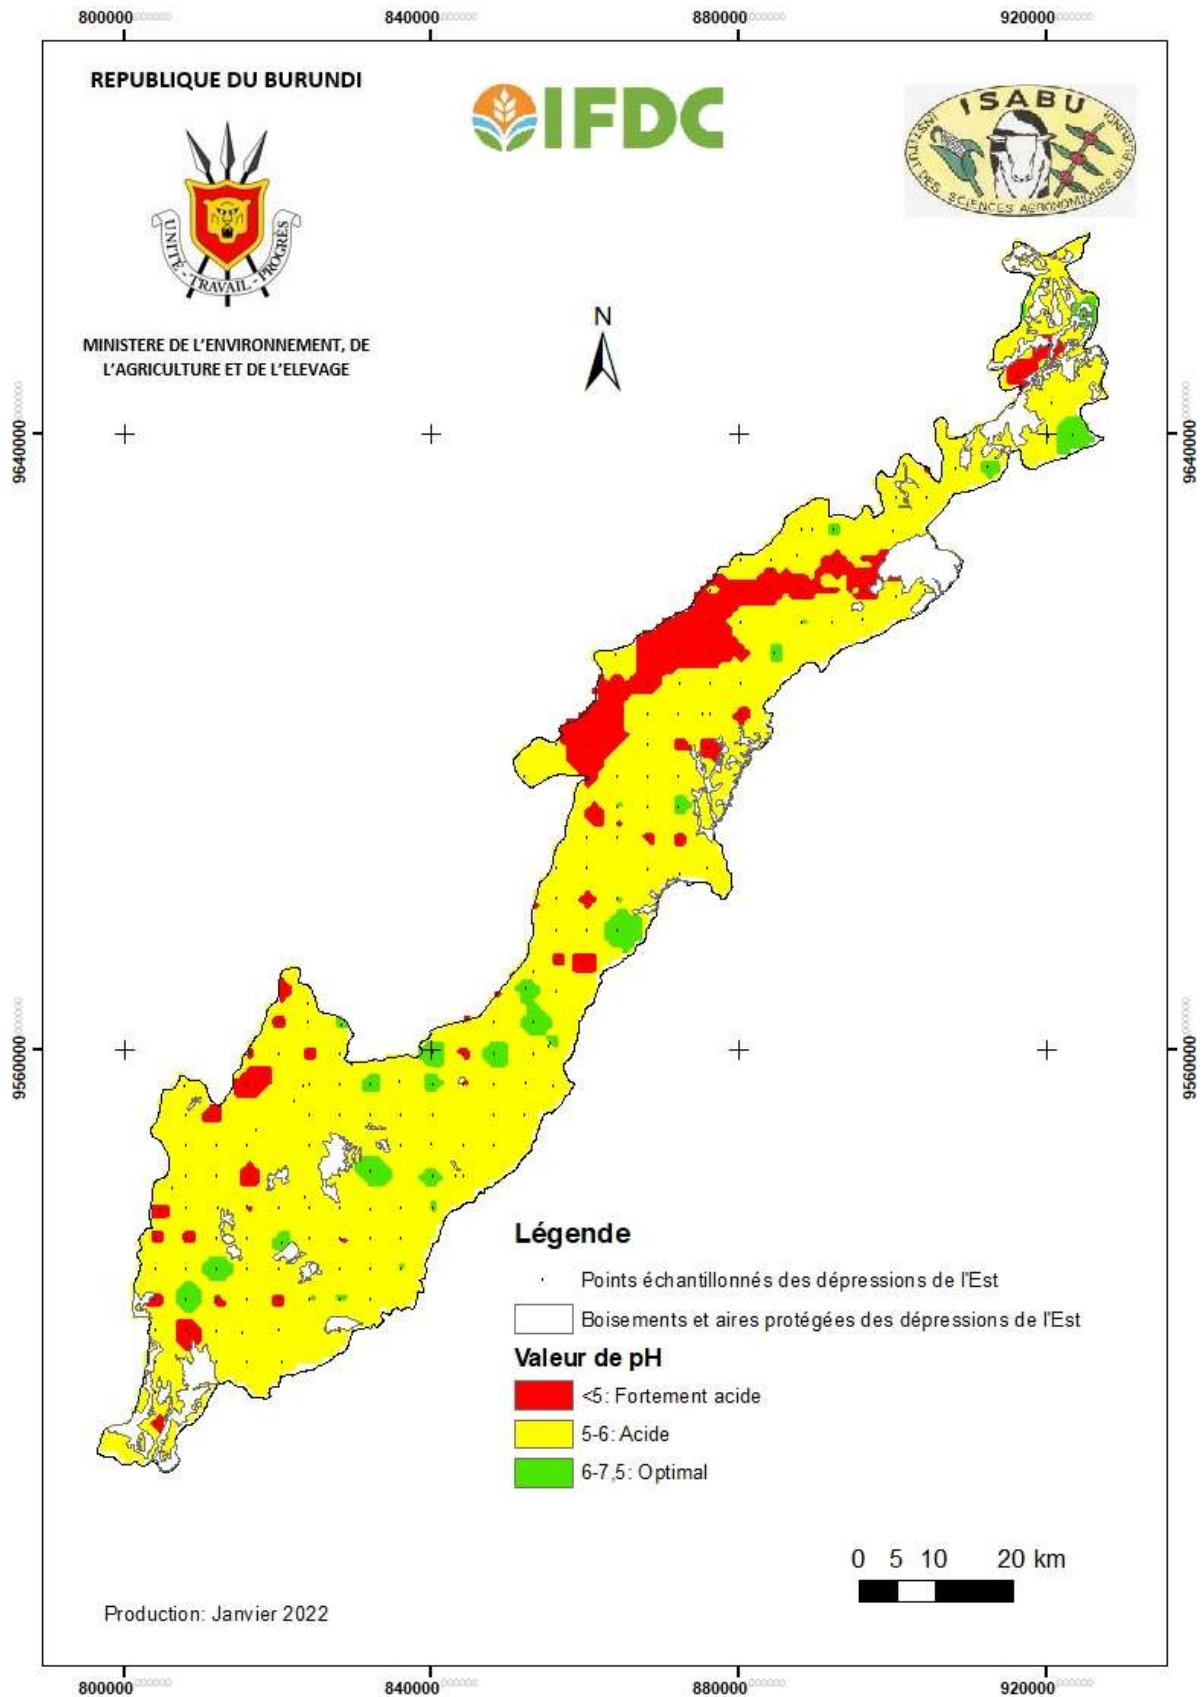 800000 840000 880000 920000
REPUBLIQUE DU BURUNDI
UNITÉ - TRAVAIL - PROGRÈS
MINISTERE DE L'ENVIRONNEMENT, DE
L'AGRICULTURE ET DE L'ELEVAGE
IFDC
ISABU
INSTITUT DES SCIENCES AGRONOMIQUES DU BURUNDI
N
9640000 9640000
9560000 9560000
Légende
Points échantillonnés des dépressions de l'Est
Boisements et aires protégées des dépressions de l'Est
Valeur de pH
<5: Fortement acide
5-6: Acide
6-7,5: Optimal
0 5 10 20 km
Production: Janvier 2022
800000 840000 880000 920000